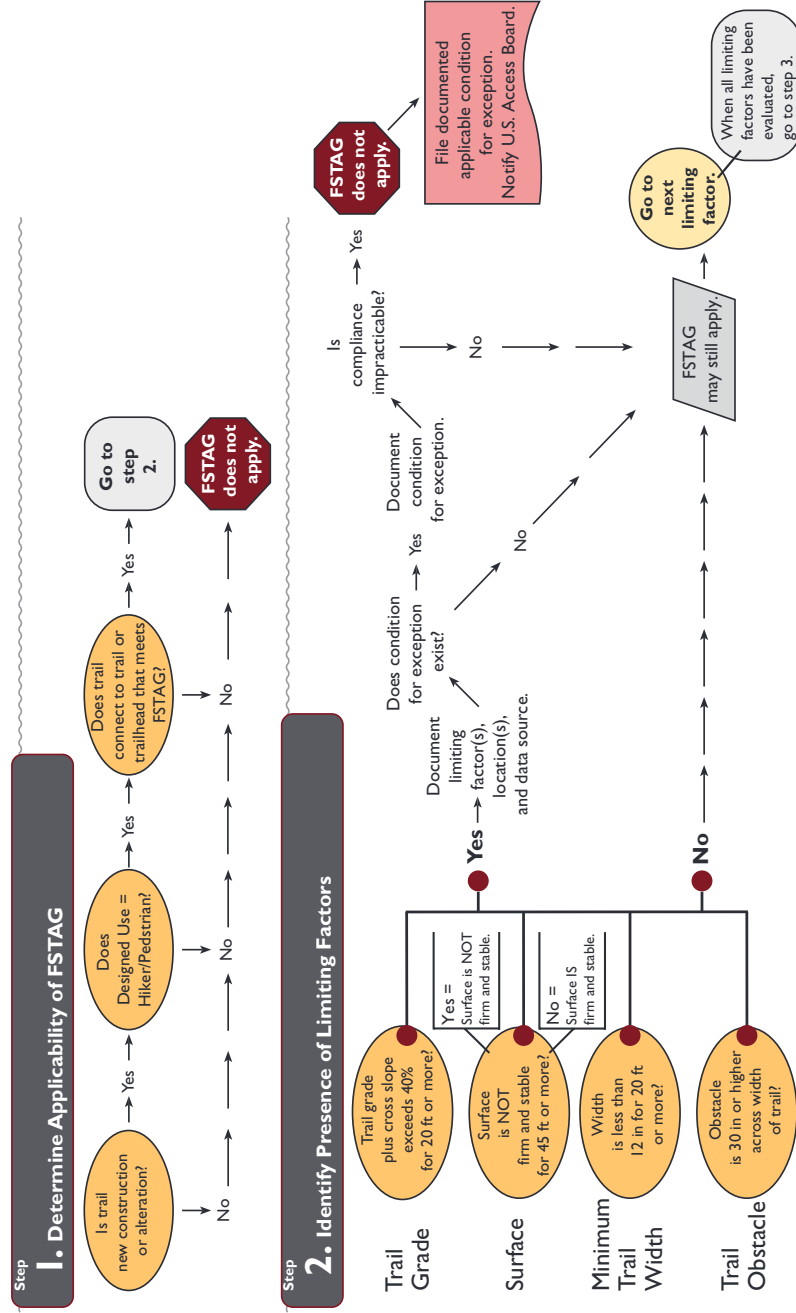 Step
1. Determine Applicability of FSTAG
Is trail
new construction
or alteration?
Yes
No
Does
Designed Use =
Hiker/Pedstrian?
Yes
No
Does trail
connect to trail or
trailhead that meets
FSTAG?
Yes
No
Go to
step
2.
FSTAG
does not
apply.
Step
2. Identify Presence of Limiting Factors
Trail
Grade
Trail grade
plus cross slope
exceeds 40%
for 20 ft or more?
Surface
Surface
is NOT
firm and stable
for 45 ft or more?
Yes =
Surface is NOT
firm and stable.
No =
Surface IS
firm and stable.
Minimum
Trail
Width
Width
is less than
12 in for 20 ft
or more?
Trail
Obstacle
Obstacle
is 30 in or higher
across width
of trail?
Yes
Document
limiting
factor(s),
location(s),
and data source.
Does condition
for exception
exist?
Yes
No
Document
condition
for exception.
Is
compliance
impracticable?
Yes
No
FSTAG
does not
apply.
File documented
applicable condition
for exception.
Notify U.S. Access Board.
No
FSTAG
may still apply.
Go to
next
limiting
factor.
When all limiting
factors have been
evaluated,
go to step 3.